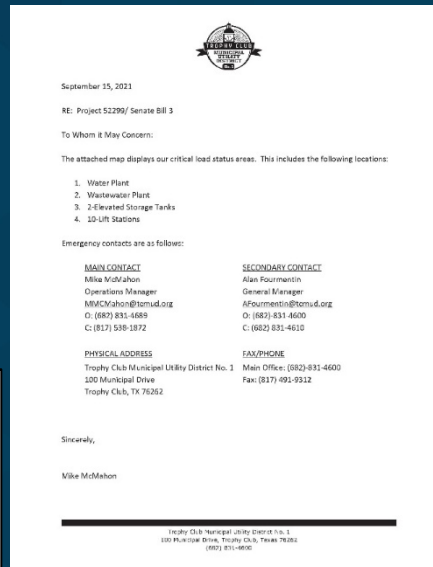 TROPHY CLUB
MUNICIPAL
UTILITY
DISTRICT
No. 1
September 15, 2021
RE: Project 52299/ Senate Bill 3
To Whom it May Concern:
The attached map displays our critical load status areas. This includes the following locations:
1. Water Plant
2. Wastewater Plant
3. 2-Elevated Storage Tanks
4. 10-Lift Stations
Emergency contacts are as follows:
MAIN CONTACT
Mike McMahon
Operations Manager
MMCMahon@tcmud.org
O: (682) 831-4689
C: (817) 538-1872
SECONDARY CONTACT
Alan Fourmentin
General Manager
AFourmentin@tcmud.org
O: (682)-831-4600
C: (682) 831-4610
PHYSICAL ADDRESS
Trophy Club Municipal Utility District No. 1
100 Municipal Drive
Trophy Club, TX 76262
FAX/PHONE
Main Office: (682)-831-4600
Fax: (817) 491-9312
Sincerely,
Mike McMahon
Trophy Club Municipal Utility District No. 1
100 Municipal Drive, Trophy Club, Texas 76262
(682) 831-4600